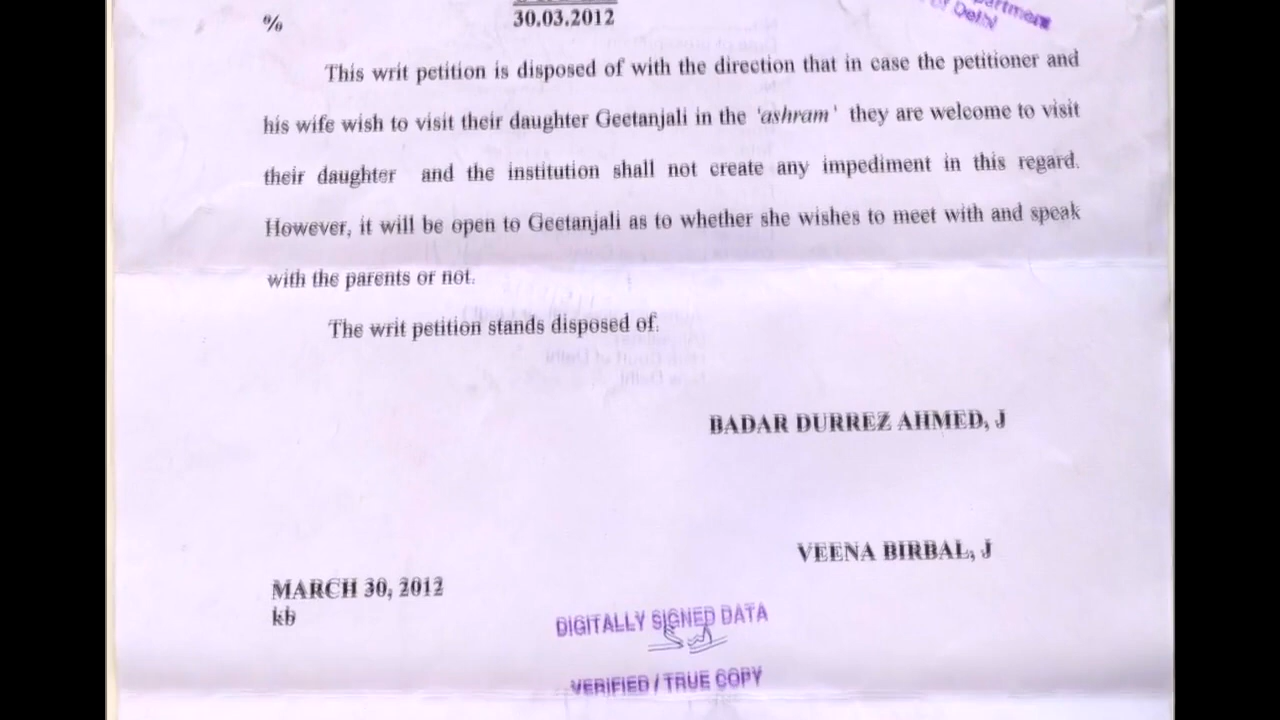 30.03.2012
%
of Delhi
This writ petition is disposed of with the direction that in case the petitioner and
his wife wish to visit their daughter Geetanjali in the 'ashram' they are welcome to visit
their daughter and the institution shall not create any impediment in this regard.
However, it will be open to Geetanjali as to whether she wishes to meet with and speak
with the parents or not.
The writ petition stands disposed of.
BADAR DURREZ AHMED, J
VEENA BIRBAL, J
MARCH 30, 2012
kb
DIGITALLY SIGNED DATA
VERIFIED / TRUE COPY